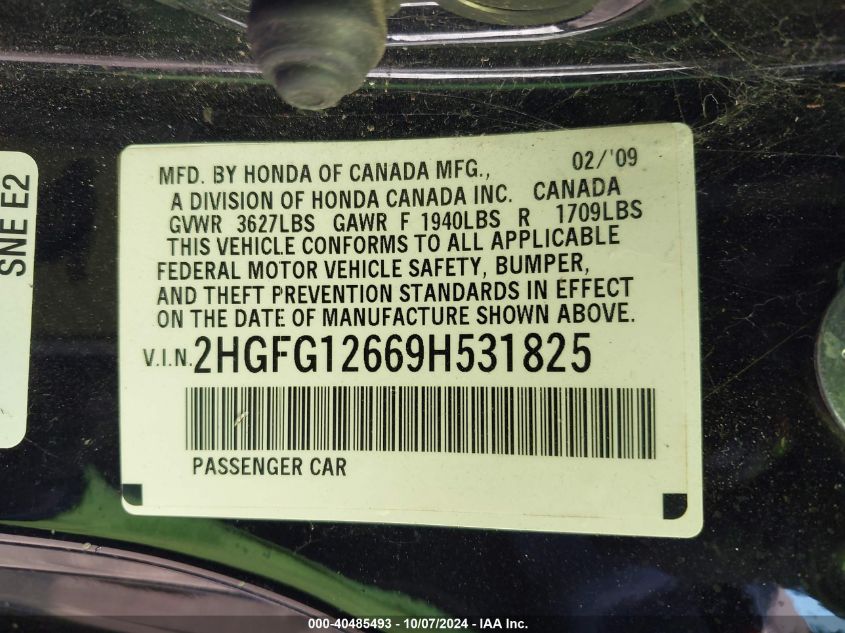 SNE E2
MFD. BY HONDA OF CANADA MFG., 02/'09
A DIVISION OF HONDA CANADA INC. CANADA
GVWR 3627LBS GAWR F 1940LBS R 1709LBS
THIS VEHICLE CONFORMS TO ALL APPLICABLE
FEDERAL MOTOR VEHICLE SAFETY, BUMPER,
AND THEFT PREVENTION STANDARDS IN EFFECT
ON THE DATE OF MANUFACTURE SHOWN ABOVE.
V.I.N. 2HGFG12669H531825
PASSENGER CAR
000-40485493 - 10/07/2024 - IAA Inc.